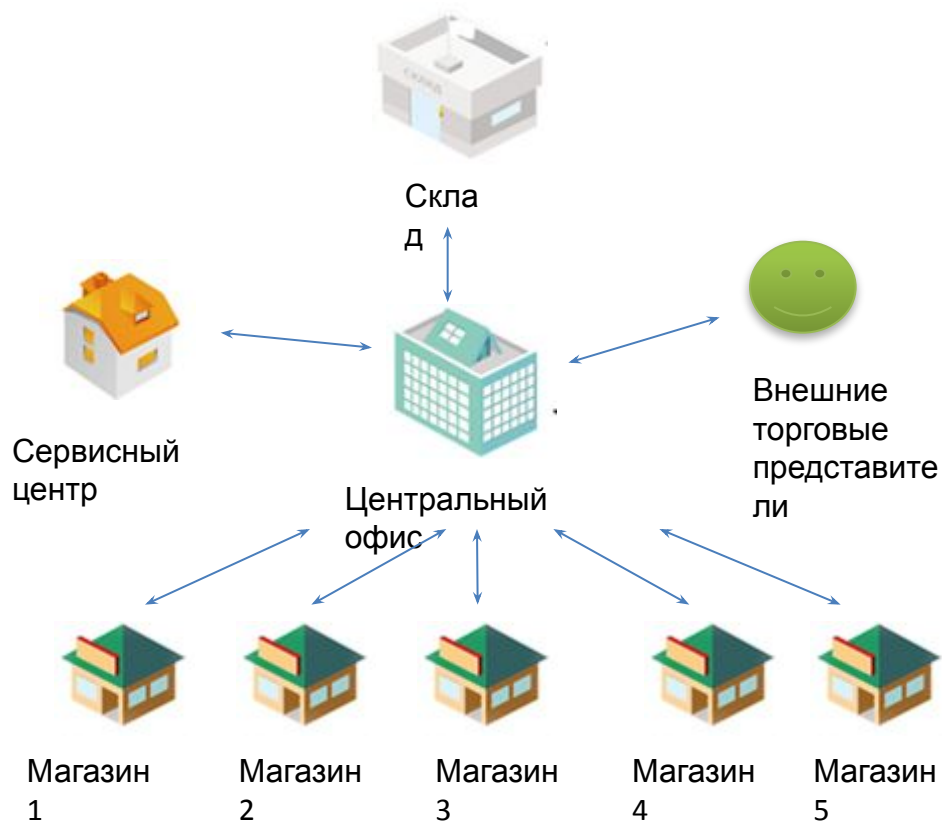 СКЛАД
Скла
д
Сервисный
центр
Внешние
торговые
представите
ли
Центральный
офис
Магазин
1
Магазин
2
Магазин
3
Магазин
4
Магазин
5